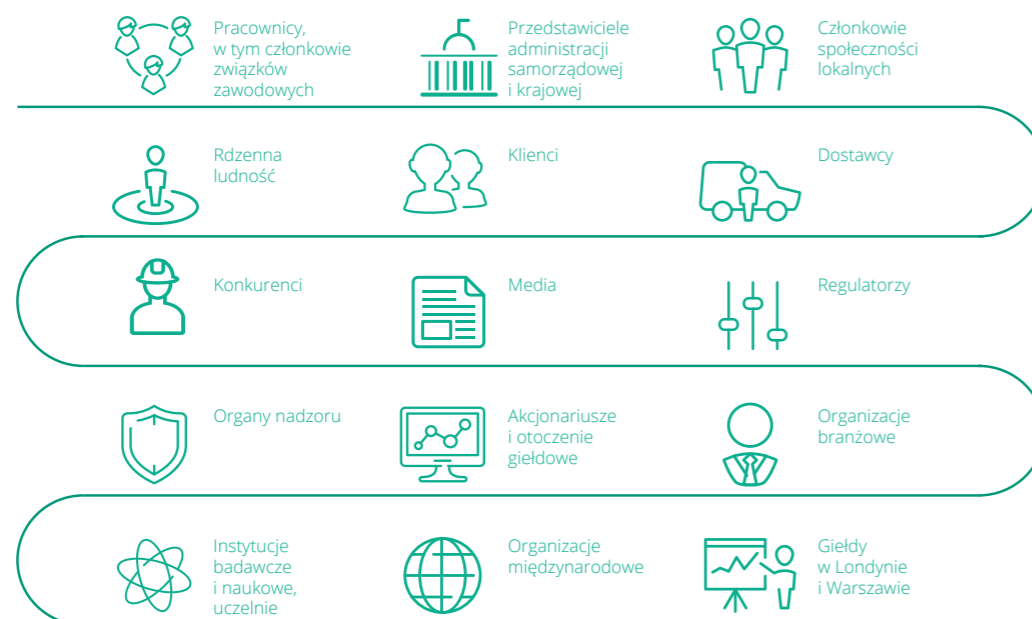 Pracownicy,
w tym członkowie
związków
zawodowych
Przedstawiciele
administracji
samorządowej
i krajowej
Członkowie
społeczności
lokalnych
Rdzenna
ludność
Klienci
Dostawcy
Konkurenci
Media
Regulatorzy
Organy nadzoru
Akcjonariusze
i otoczenie
giełdowe
Organizacje
branżowe
Instytucje
badawcze
i naukowe,
uczelnie
Organizacje
międzynarodowe
Giełdy
w Londynie
i Warszawie